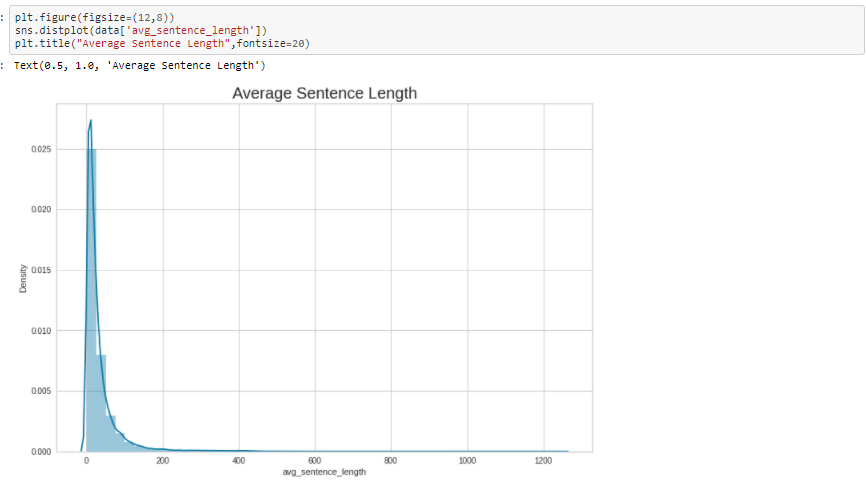 : plt.figure(figsize=(12,8))
sns.distplot(data['avg_sentence_length'])
plt.title("Average Sentence Length",fontsize=20)
: Text(0.5, 1.0, 'Average Sentence Length')
Average Sentence Length
0.025
0.020
0.015
0.010
0.005
0.000
Density
0 200 400 600 800 1000 1200
avg_sentence_length